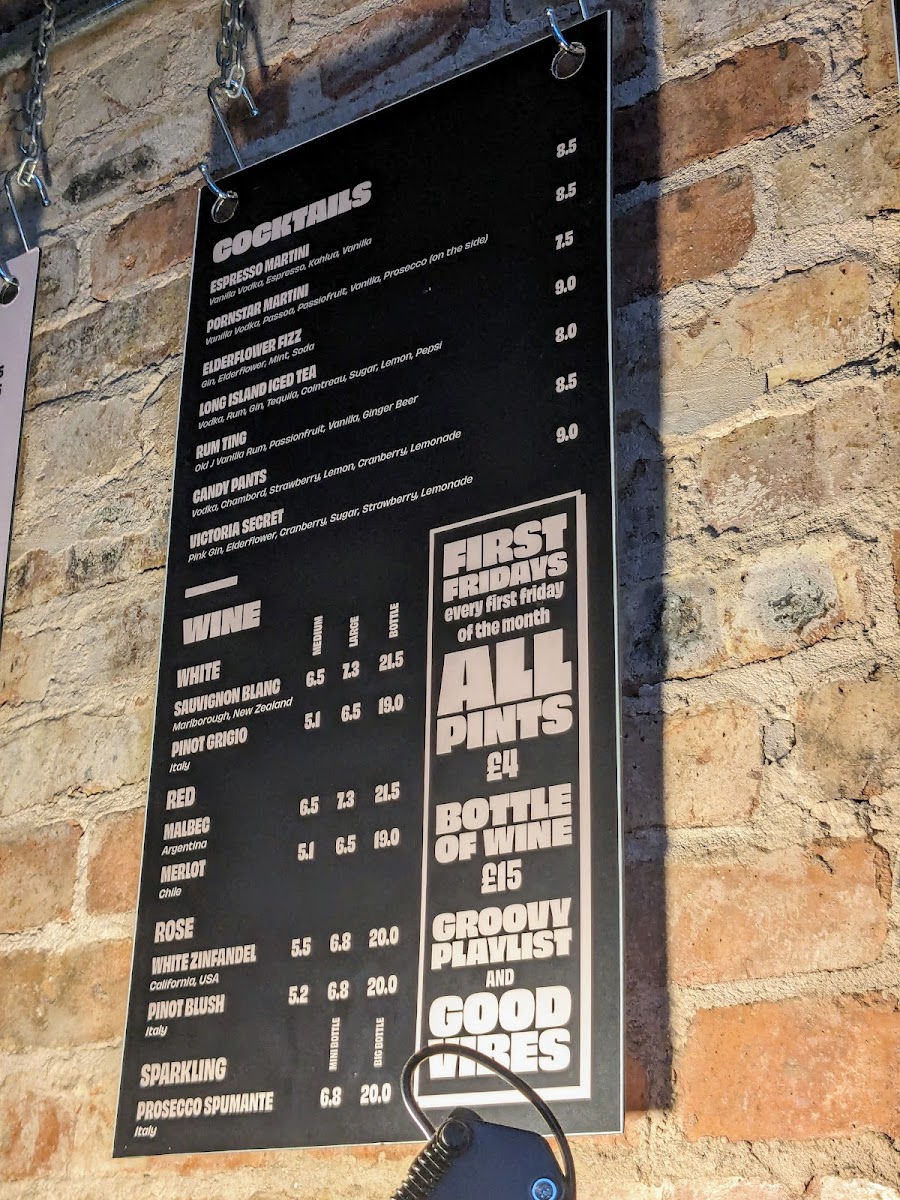 COCKTAILS
ESPRESSO MARTINI 8.5
Vanilla Vodka, Espresso, Kahlua, Vanilla
PORNSTAR MARTINI 8.5
Vanilla Vodka, Passoa, Passiofruit, Vanilla, Prosecco (on the side)
ELDERFLOWER FIZZ 7.5
Gin, Elderflower, Mint, Soda
LONG ISLAND ICED TEA 9.0
Vodka, Rum, Gin, Tequila, Cointreau, Sugar, Lemon, Pepsi
RUM TING 8.0
Old J Vanilla Rum, Passionfruit, Vanilla, Ginger Beer
CANDY PANTS 8.5
Vodka, Chambord, Strawberry, Lemon, Cranberry, Lemonade
VICTORIA SECRET 9.0
Pink Gin, Elderflower, Cranberry, Sugar, Strawberry, Lemonade
WINE
MEDIUM LARGE BOTTLE
WHITE
SAUVIGNON BLANC 6.5 7.3 21.5
Marlborough, New Zealand
PINOT GRIGIO 5.1 6.5 19.0
Italy
RED
MALBEC 6.5 7.3 21.5
Argentina
MERLOT 5.1 6.5 19.0
Chile
ROSE
WHITE ZINFANDEL 5.5 6.8 20.0
California, USA
PINOT BLUSH 5.2 6.8 20.0
Italy
MINI BOTTLE BIG BOTTLE
SPARKLING
PROSECCO SPUMANTE 6.8 20.0
Italy
FIRST
FRIDAYS
every first friday
of the month
ALL
PINTS
£4
BOTTLE
OF WINE
£15
GROOVY
PLAYLIST
AND
GOOD
VIBES